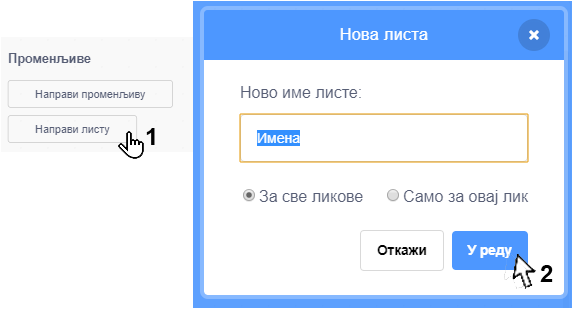 Променљиве
Направи променљиву
Направи листу
1
Нова листа
Ново име листе:
Имена
За све ликове
Само за овај лик
Откажи
У реду
2